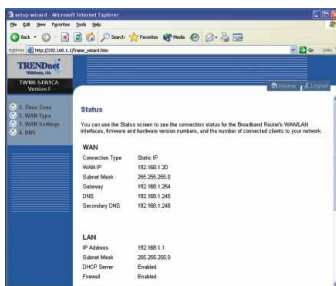 setup wizard - Microsoft Internet Explorer
File Edit View Favorites Tools Help
Back Search Favorites Media
Address http://192.168.1.1/ Go
TRENDnet
TW100-S4W1CA
Version 1
Home Logout
1. Time Zone
2. WAN Type
3. WAN Settings
4. DNS
Status
You can use the Status screen to see the connection status for the Broadband Router's WAN/LAN
interfaces, firmware and hardware version numbers, and the number of connected clients to your network.
WAN
Connection Type Static IP
WAN IP 192.168.1.20
Subnet Mask 255.255.255.0
Gateway 192.168.1.254
DNS 192.168.1.245
Secondary DNS 192.168.1.245
LAN
IP Address 192.168.1.1
Subnet Mask 255.255.255.0
DHCP Server Enabled
Firewall Enabled